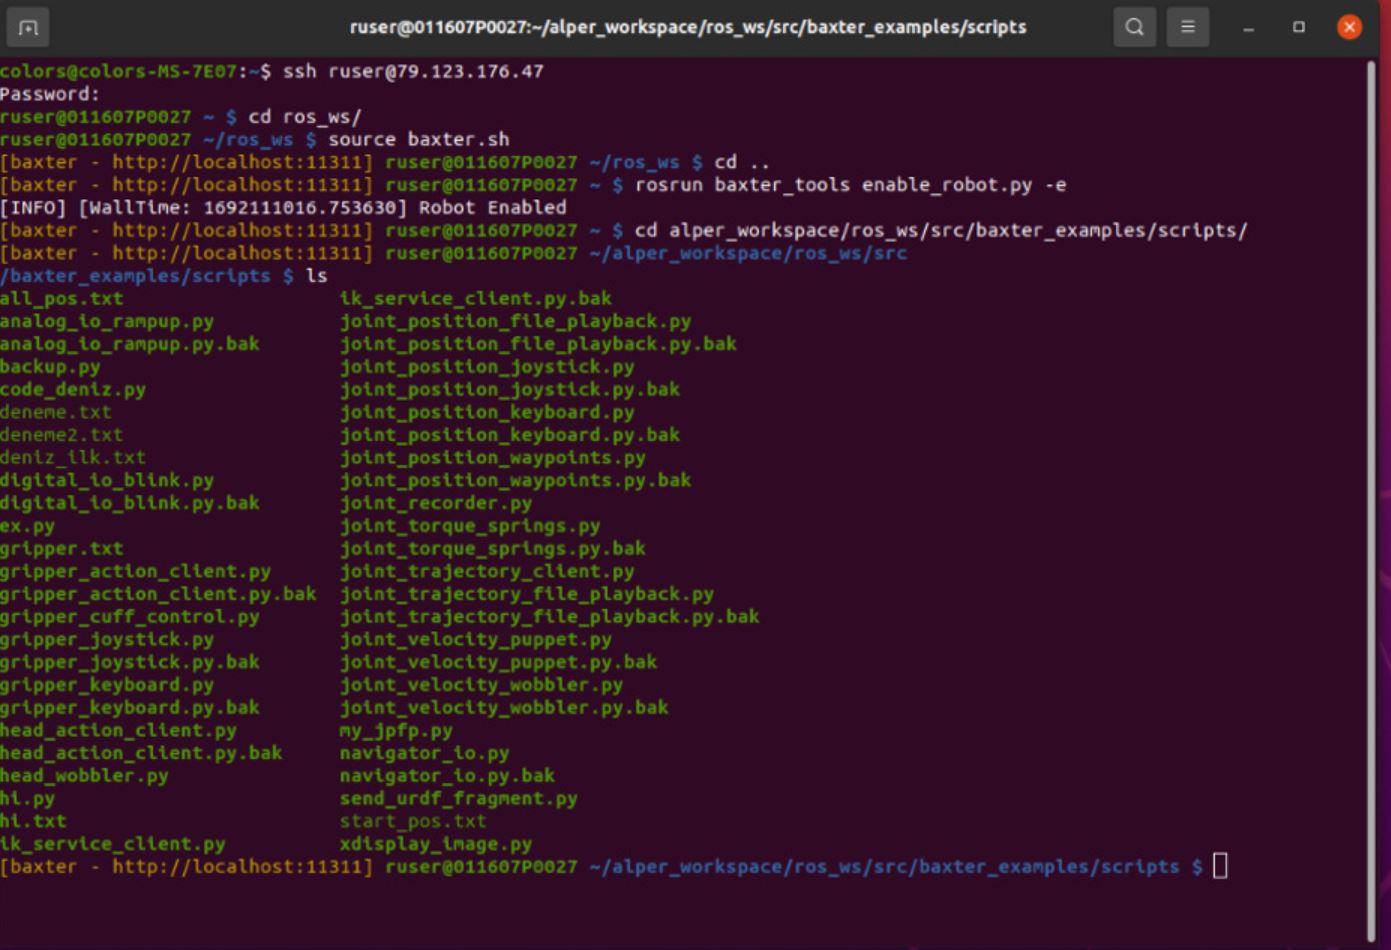 ruser@011607P0027:~/alper_workspace/ros_ws/src/baxter_examples/scripts
colors@colors-MS-7E07:~$ ssh ruser@79.123.176.47
Password:
ruser@011607P0027 ~ $ cd ros_ws/
ruser@011607P0027 ~/ros_ws $ source baxter.sh
[baxter - http://localhost:11311] ruser@011607P0027 ~/ros_ws $ cd ..
[baxter - http://localhost:11311] ruser@011607P0027 ~ $ rosrun baxter_tools enable_robot.py -e
[INFO] [WallTime: 1692111016.753630] Robot Enabled
[baxter - http://localhost:11311] ruser@011607P0027 ~ $ cd alper_workspace/ros_ws/src/baxter_examples/scripts/
[baxter - http://localhost:11311] ruser@011607P0027 ~/alper_workspace/ros_ws/src
/baxter_examples/scripts $ ls
all_pos.txt ik_service_client.py.bak
analog_io_rampup.py joint_position_file_playback.py
analog_io_rampup.py.bak joint_position_file_playback.py.bak
backup.py joint_position_joystick.py
code_deniz.py joint_position_joystick.py.bak
deneme.txt joint_position_keyboard.py
deneme2.txt joint_position_keyboard.py.bak
deniz_ilk.txt joint_position_waypoints.py
digital_io_blink.py joint_position_waypoints.py.bak
digital_io_blink.py.bak joint_recorder.py
ex.py joint_torque_springs.py
gripper.txt joint_torque_springs.py.bak
gripper_action_client.py joint_trajectory_client.py
gripper_action_client.py.bak joint_trajectory_file_playback.py
gripper_cuff_control.py joint_trajectory_file_playback.py.bak
gripper_joystick.py joint_velocity_puppet.py
gripper_joystick.py.bak joint_velocity_puppet.py.bak
gripper_keyboard.py joint_velocity_wobbler.py
gripper_keyboard.py.bak joint_velocity_wobbler.py.bak
head_action_client.py my_jpfp.py
head_action_client.py.bak navigator_io.py
head_wobbler.py navigator_io.py.bak
hi.py send_urdf_fragment.py
hi.txt start_pos.txt
ik_service_client.py xdisplay_image.py
[baxter - http://localhost:11311] ruser@011607P0027 ~/alper_workspace/ros_ws/src/baxter_examples/scripts $